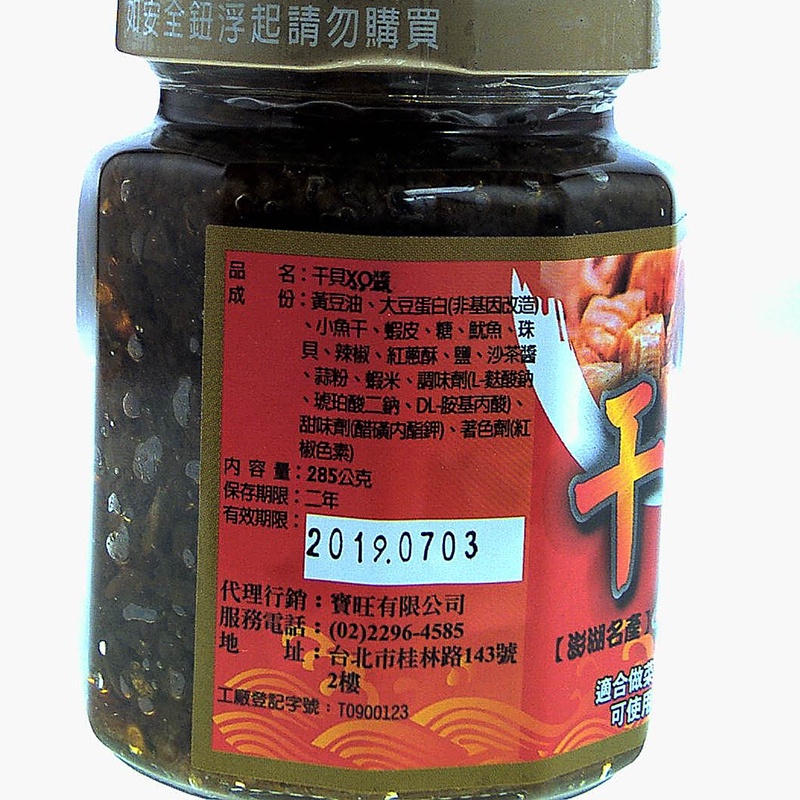 如安全鈕浮起請勿購買
品 名：干貝XO醬
成 份：黃豆油、大豆蛋白(非基因改造)
、小魚干、蝦皮、糖、魷魚、珠
貝、辣椒、紅蔥酥、鹽、沙茶醬
、蒜粉、蝦米、調味劑(L-麩酸鈉
、琥珀酸二鈉、DL-胺基丙酸)、
甜味劑(醋磺內酯鉀)、著色劑(紅
椒色素)
內 容 量：285公克
保存期限：二年
有效期限：
2019.0703
代理行銷：寶旺有限公司
服務電話：(02)2296-4585
地 址：台北市桂林路143號
2樓
工廠登記字號：T0900123
干
【澎湖名產】
適合做菜
可使用